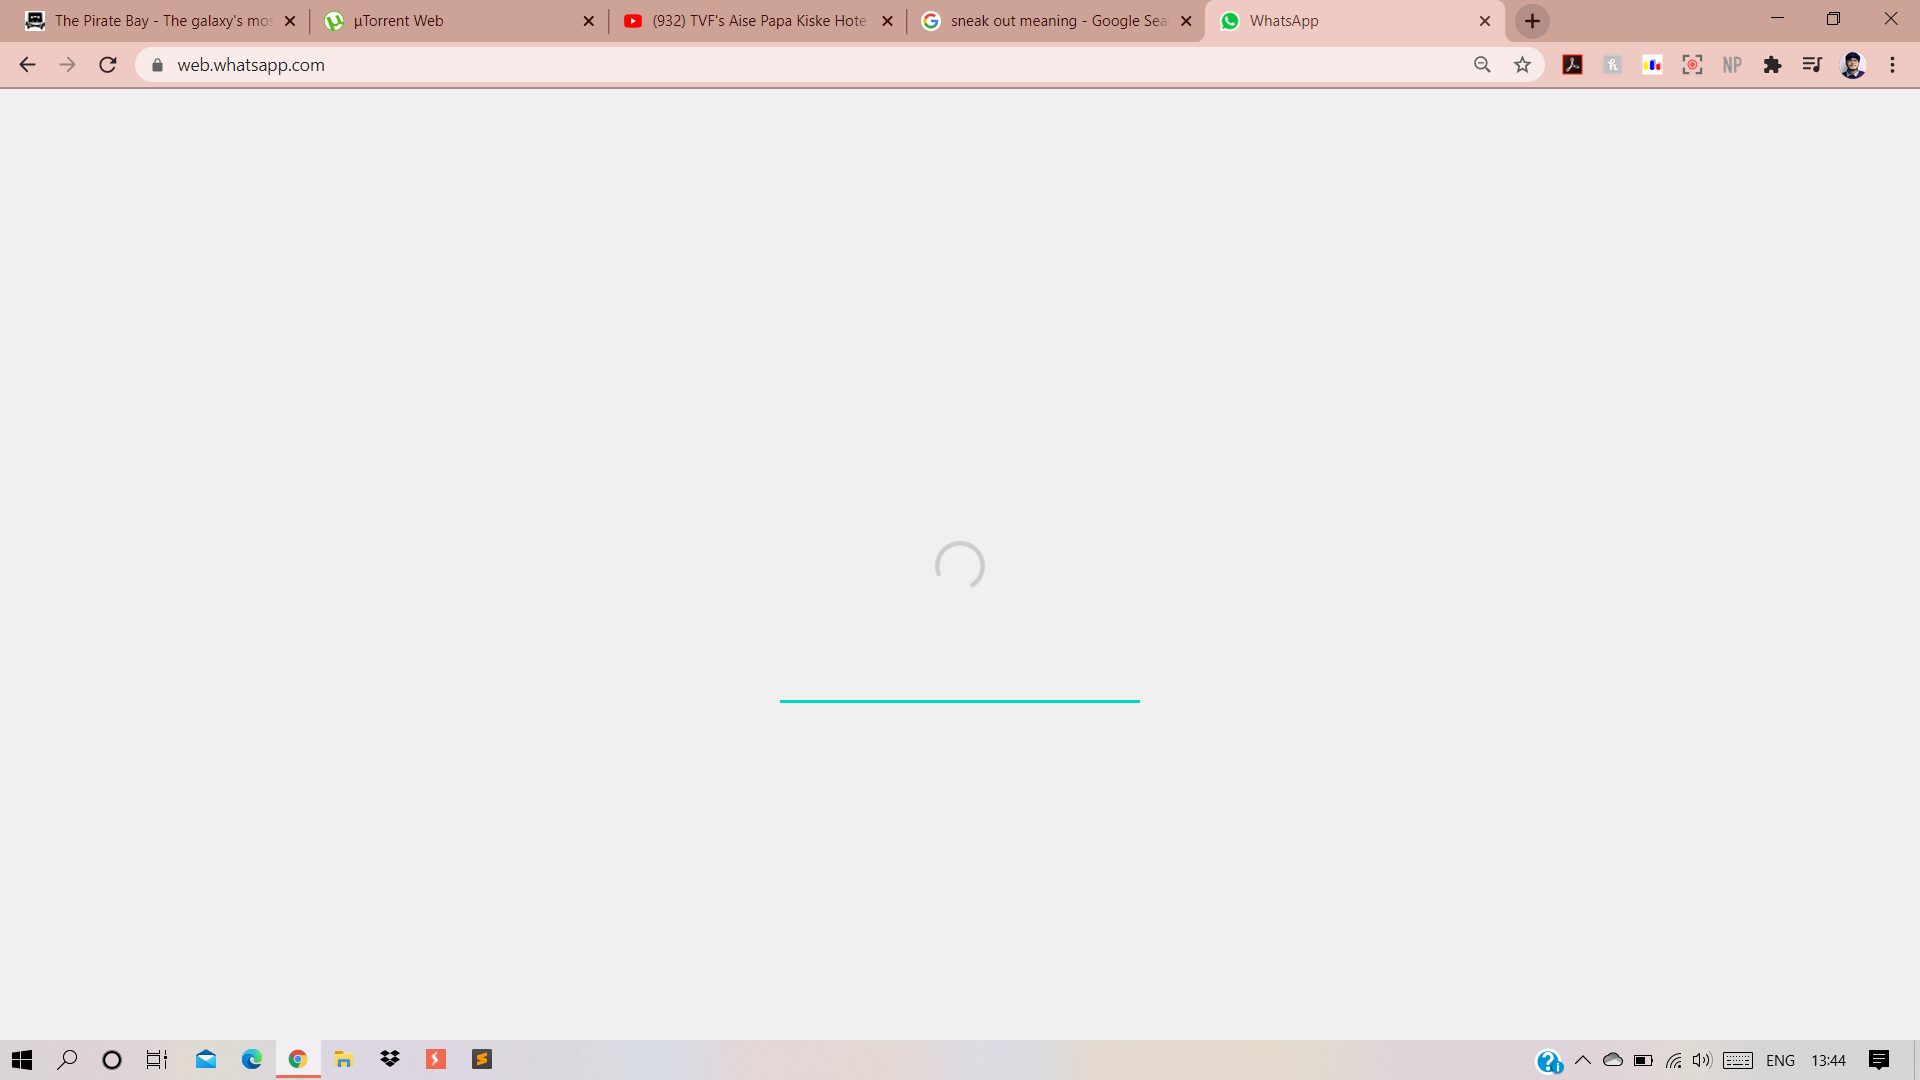 The Pirate Bay - The galaxy's mos
µTorrent Web
(932) TVF's Aise Papa Kiske Hote
sneak out meaning - Google Sea
WhatsApp
web.whatsapp.com
NP
ENG
13:44